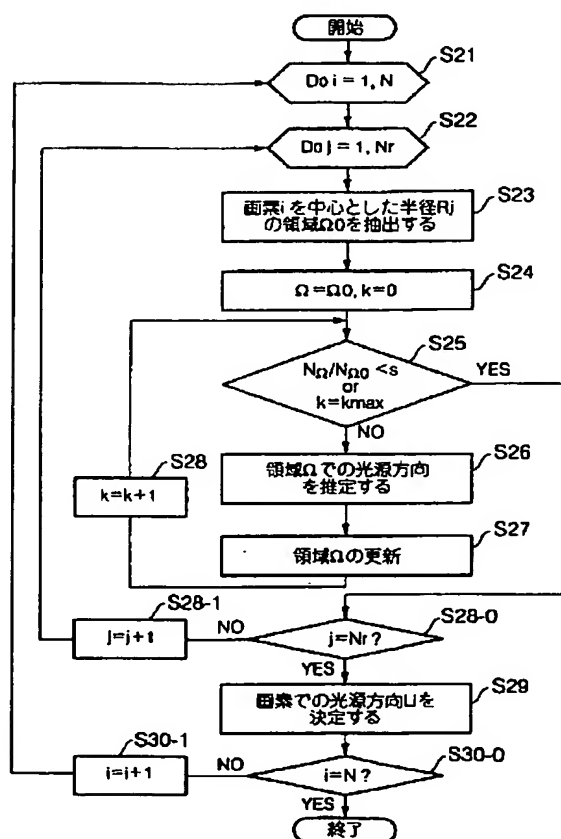 開始
S21
Do i = 1, N
S22
Do j = 1, Nr
S23
画素iを中心とした半径Rj
の領域Ω0を抽出する
S24
Ω=Ω0, k=0
S25
NΩ/NΩ0 <s
or
k=kmax
YES
NO
S26
領域Ωでの光源方向
を推定する
S28
k=k+1
S27
領域Ωの更新
S28-1
j=j+1
NO
S28-0
j=Nr?
YES
S29
画素での光源方向Liを
決定する
S30-1
i=i+1
NO
S30-0
i=N?
YES
終了